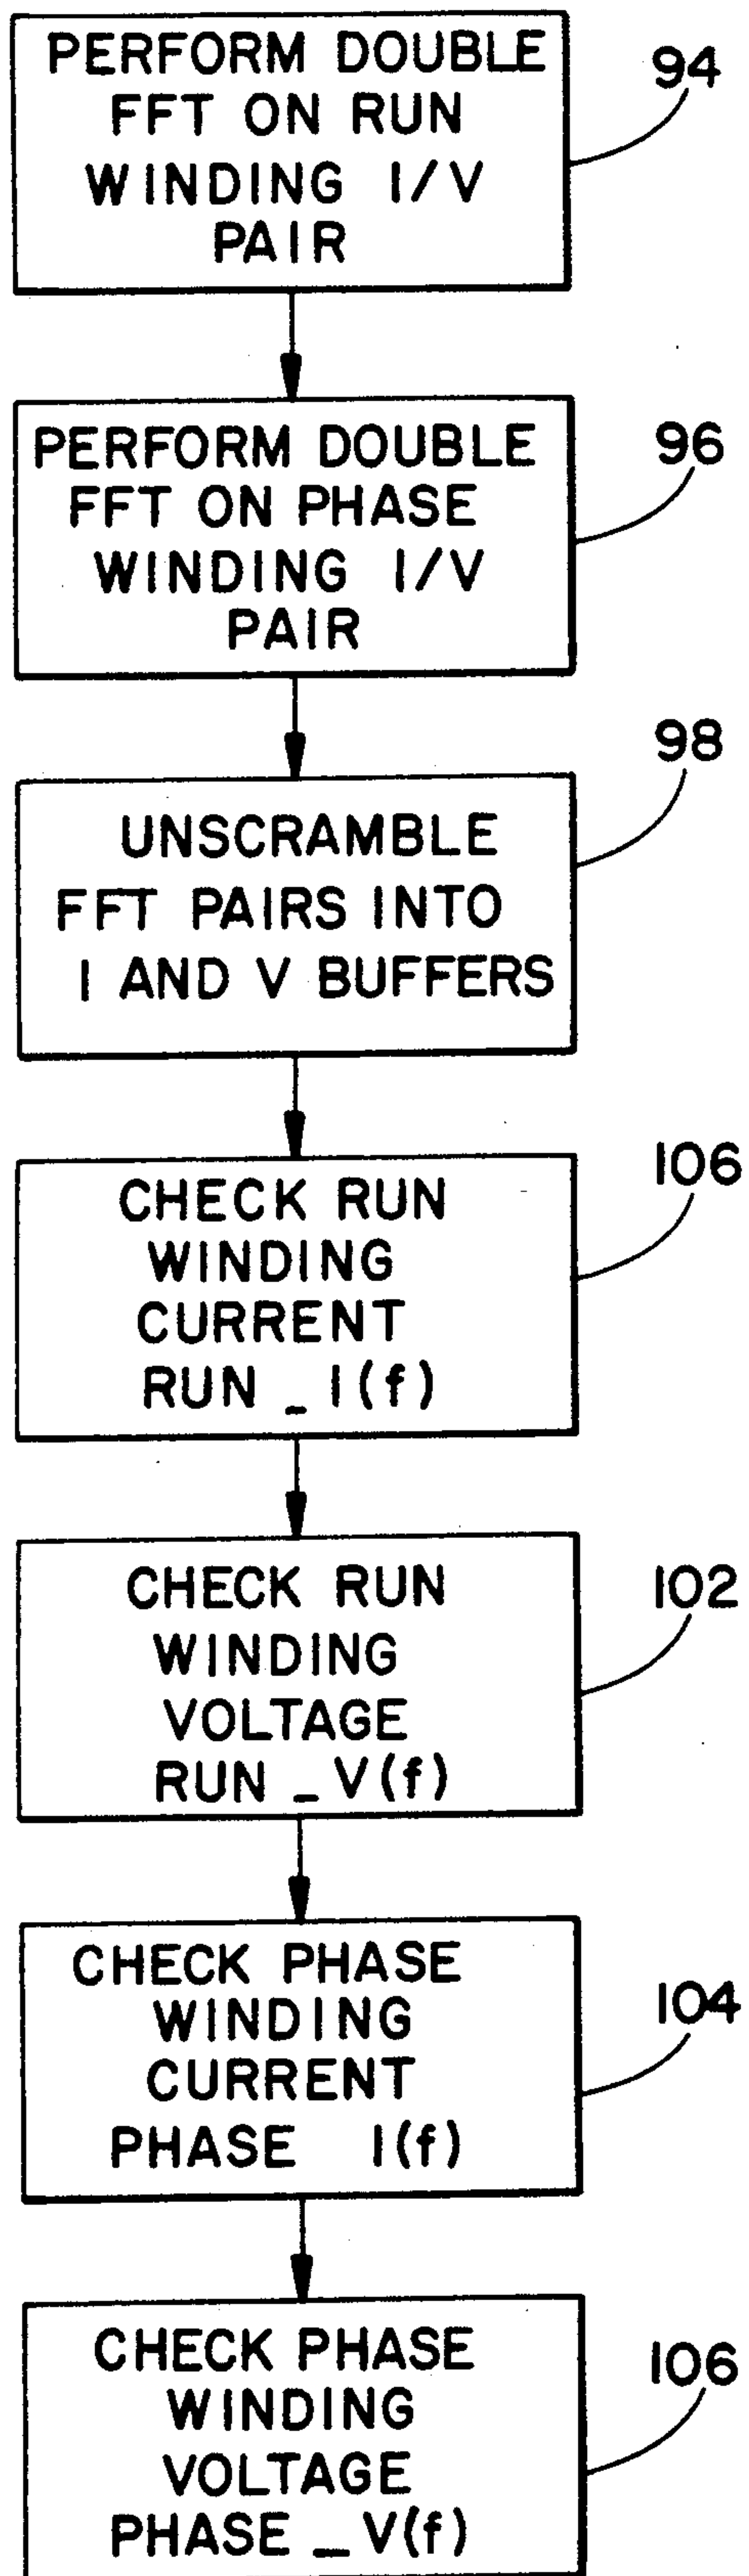 PERFORM DOUBLE
FFT ON RUN
WINDING I/V
PAIR
94
PERFORM DOUBLE
FFT ON PHASE
WINDING I/V
PAIR
96
UNSCRAMBLE
FFT PAIRS INTO
I AND V BUFFERS
98
CHECK RUN
WINDING
CURRENT
RUN _ I(f)
106
CHECK RUN
WINDING
VOLTAGE
RUN _ V(f)
102
CHECK PHASE
WINDING
CURRENT
PHASE I(f)
104
CHECK PHASE
WINDING
VOLTAGE
PHASE _ V(f)
106